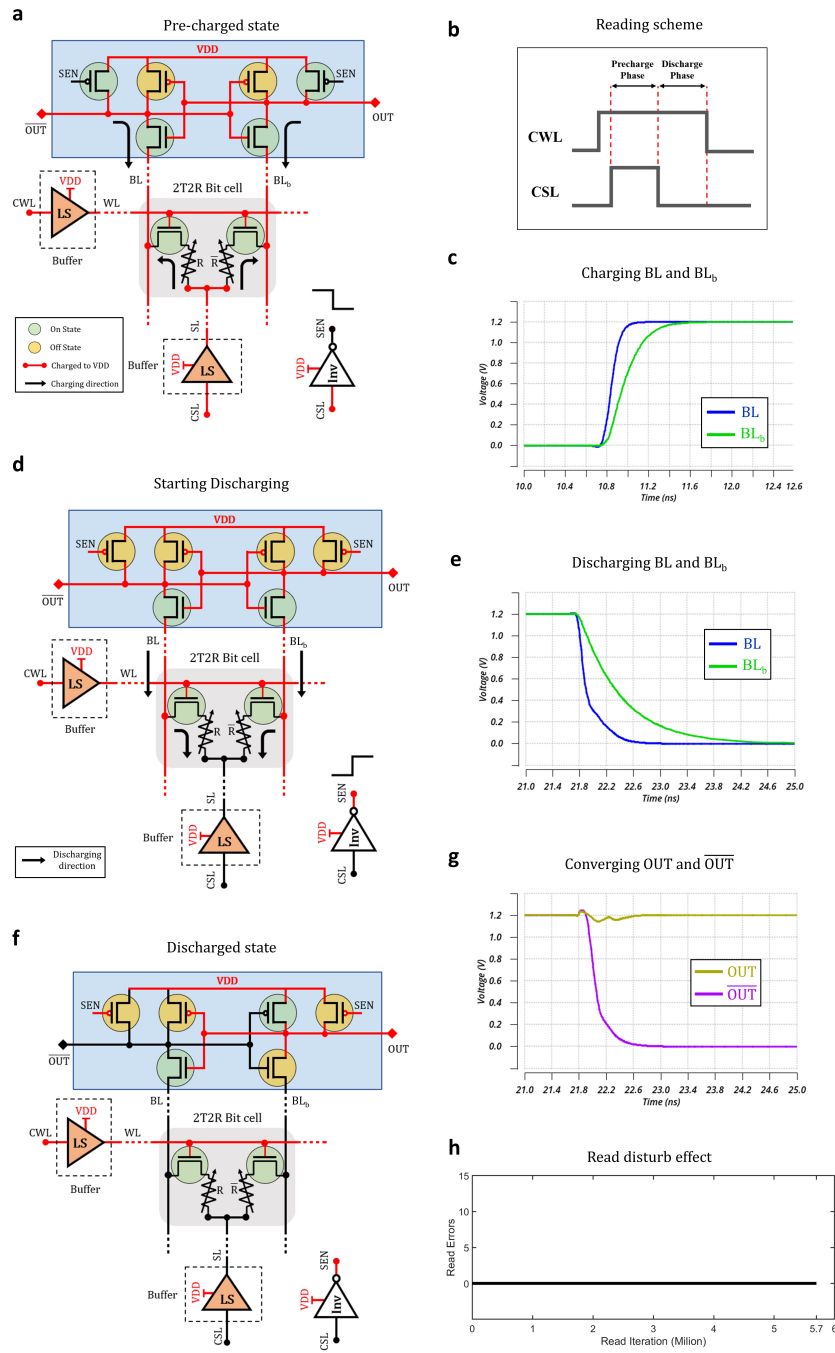 a
Pre-charged state
VDD
SEN
SEN
OUT
OUT
BL
BLb
2T2R Bit cell
CWL
VDD
LS
WL
Buffer
R
R
SL
Buffer
VDD
LS
CSL
SEN
VDD
Inv
CSL
On State
Off State
Charged to VDD
Charging direction
b
Reading scheme
Precharge
Phase
Discharge
Phase
CWL
CSL
c
Charging BL and BLb
Voltage (V)
1.2
1.0
0.8
0.6
0.4
0.2
0.0
BL
BLb
10.0 10.4 10.8 11.2 11.6 12.0 12.4 12.6
Time (ns)
d
Starting Discharging
VDD
SEN
SEN
OUT
OUT
BL
BLb
2T2R Bit cell
CWL
VDD
LS
WL
Buffer
R
R
SL
Buffer
VDD
LS
CSL
SEN
VDD
Inv
CSL
Discharging
direction
e
Discharging BL and BLb
Voltage (V)
1.2
1.0
0.8
0.6
0.4
0.2
0.0
BL
BLb
21.0 21.4 21.8 22.2 22.6 23.0 23.4 23.8 24.2 24.6 25.0
Time (ns)
f
Discharged state
VDD
SEN
SEN
OUT
OUT
BL
BLb
2T2R Bit cell
CWL
VDD
LS
WL
Buffer
R
R
SL
Buffer
VDD
LS
CSL
SEN
VDD
Inv
CSL
g
Converging OUT and OUT
Voltage (V)
1.2
1.0
0.8
0.6
0.4
0.2
0.0
OUT
OUT
21.0 21.4 21.8 22.2 22.6 23.0 23.4 23.8 24.2 24.6 25.0
Time (ns)
h
Read disturb effect
Read Errors
15
10
5
0
0 1 2 3 4 5 5.7 6
Read Iteration (Milion)